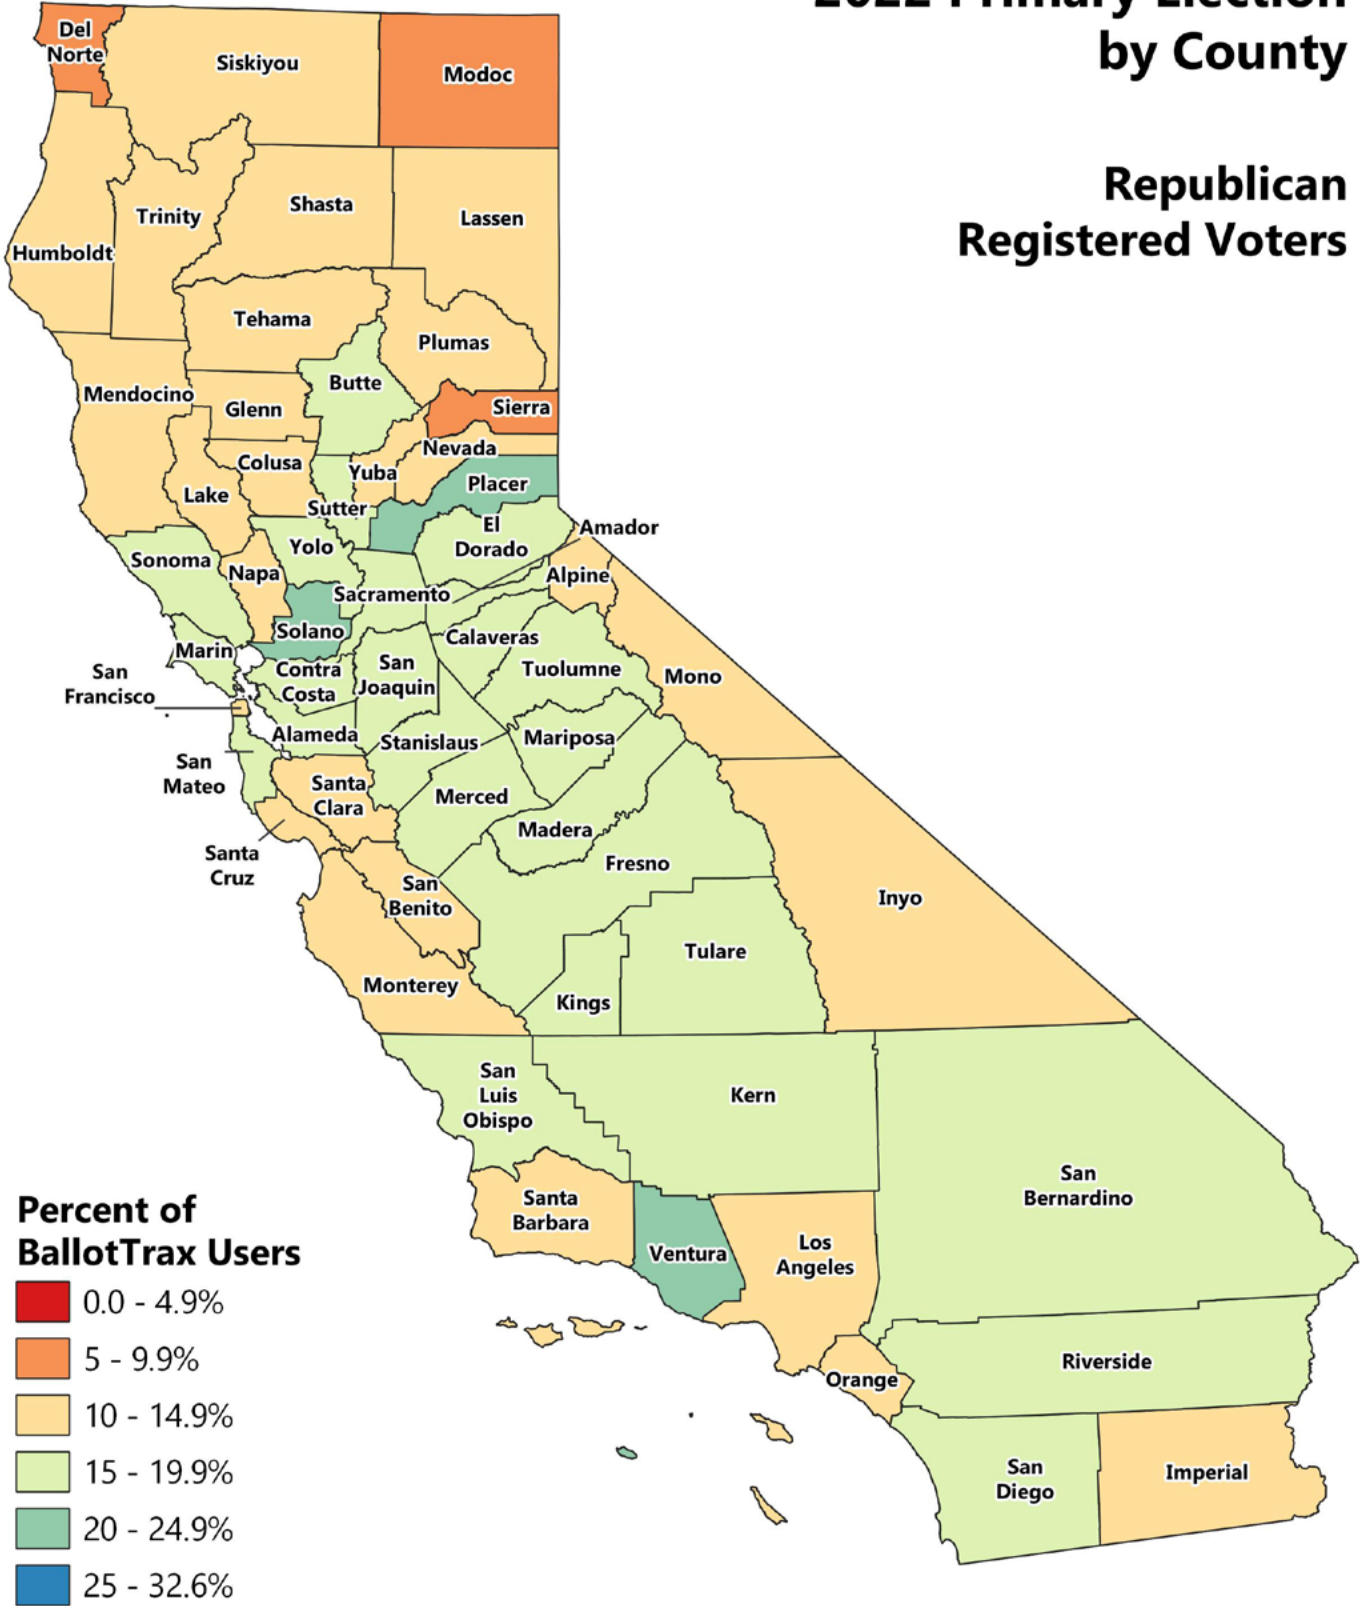 2022 Primary Election
by County
Republican
Registered Voters
Del
Norte
Siskiyou
Modoc
Humboldt
Trinity
Shasta
Lassen
Tehama
Plumas
Mendocino
Glenn
Butte
Sierra
Colusa
Yuba
Nevada
Lake
Sutter
Placer
El
Dorado
Amador
Sonoma
Napa
Yolo
Sacramento
Alpine
Solano
Marin
Contra
Costa
San
Joaquin
Calaveras
Tuolumne
Mono
San
Francisco
Alameda
Stanislaus
Mariposa
San
Mateo
Santa
Clara
Merced
Madera
Santa
Cruz
San
Benito
Fresno
Inyo
Monterey
Kings
Tulare
San
Luis
Obispo
Kern
San
Bernardino
Santa
Barbara
Ventura
Los
Angeles
Orange
Riverside
San
Diego
Imperial
Percent of
BallotTrax Users
0.0 - 4.9%
5 - 9.9%
10 - 14.9%
15 - 19.9%
20 - 24.9%
25 - 32.6%